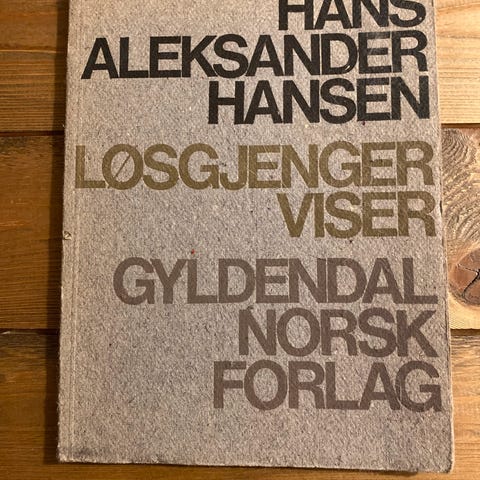 HANS
ALEKSANDER
HANSEN
LØSGJENGER
VISER
GYLDENDAL
NORSK
FORLAG